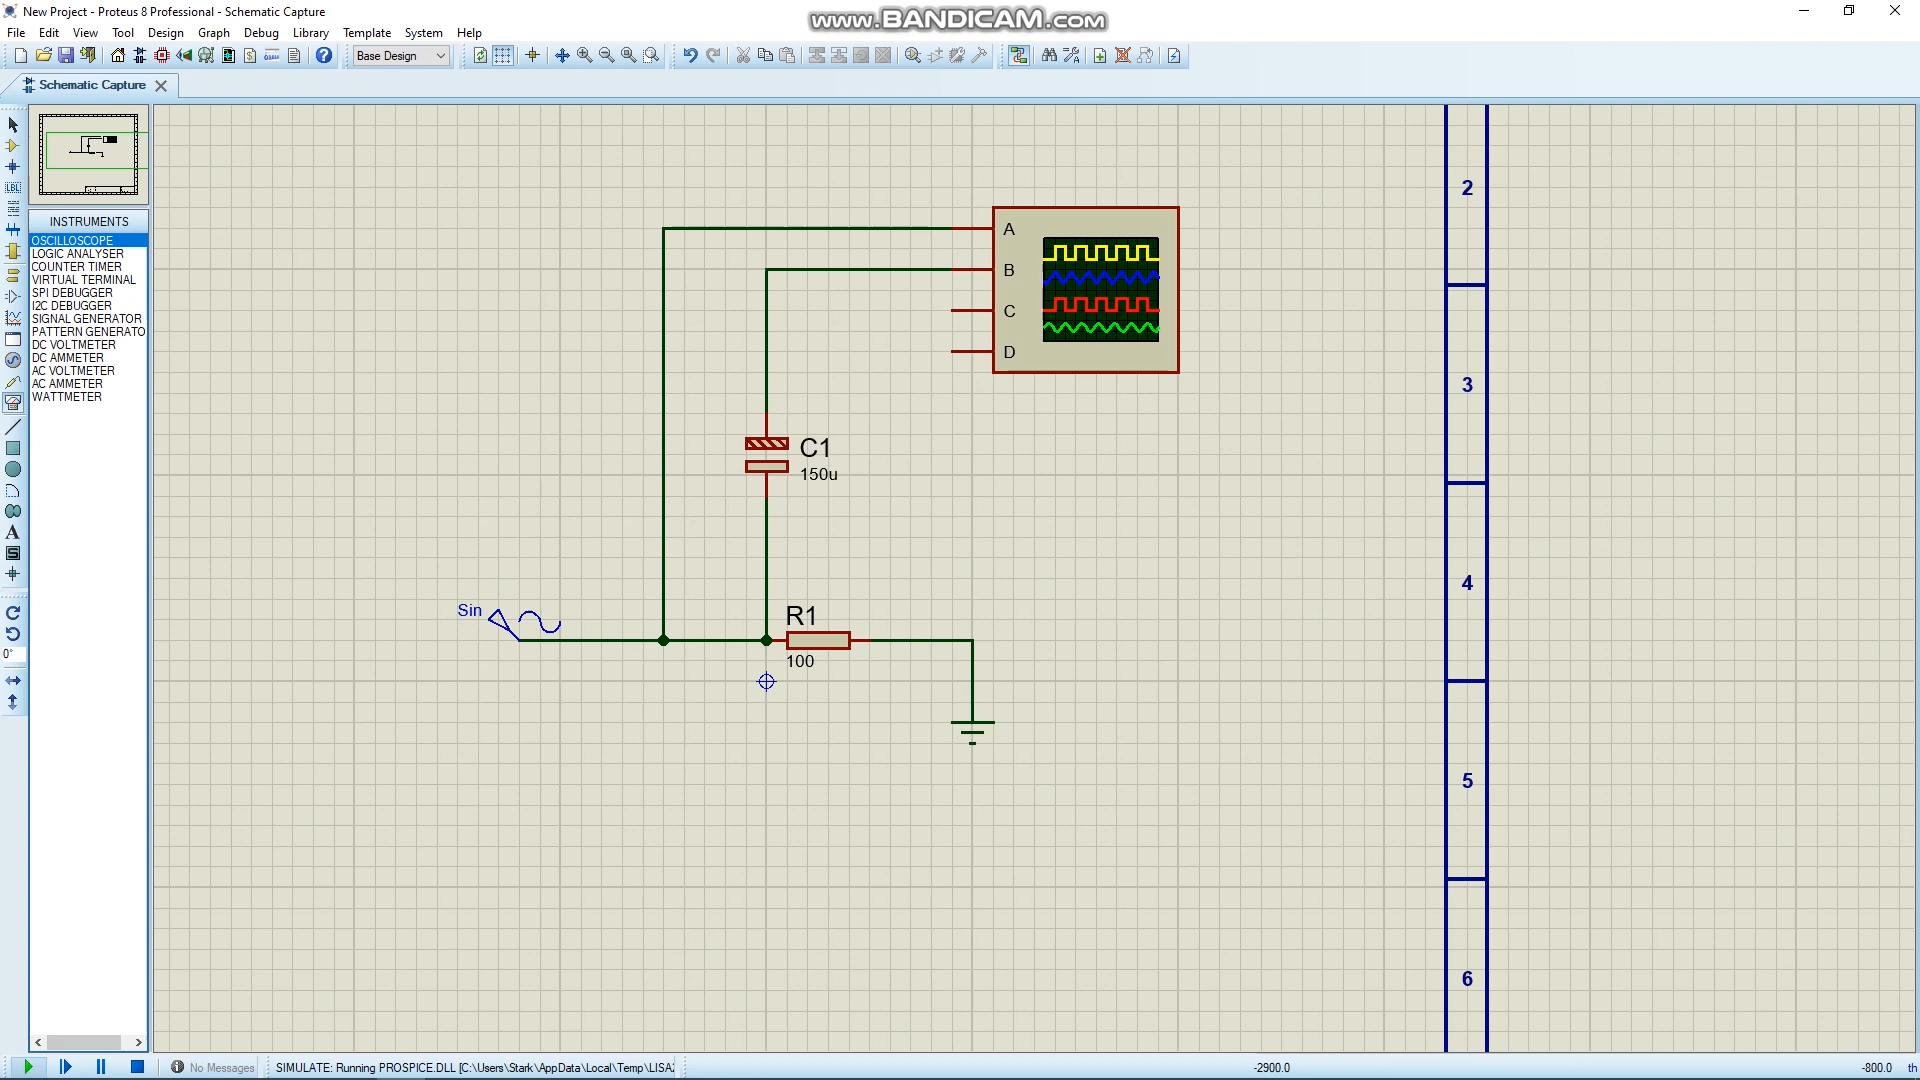 New Project - Proteus 8 Professional - Schematic Capture
www.BANDICAM.com
File Edit View Tool Design Graph Debug Library Template System Help
Base Design
Schematic Capture
INSTRUMENTS
OSCILLOSCOPE
LOGIC ANALYSER
COUNTER TIMER
VIRTUAL TERMINAL
SPI DEBUGGER
I2C DEBUGGER
SIGNAL GENERATOR
PATTERN GENERATO
DC VOLTMETER
DC AMMETER
AC VOLTMETER
AC AMMETER
WATTMETER
LBL
A
S
0°
A
B
C
D
C1
150u
Sin
R1
100
2
3
4
5
6
No Messages
SIMULATE: Running PROSPICE.DLL [C:\Users\Stark\AppData\Local\Temp\LISA
-2900.0
-800.0
th